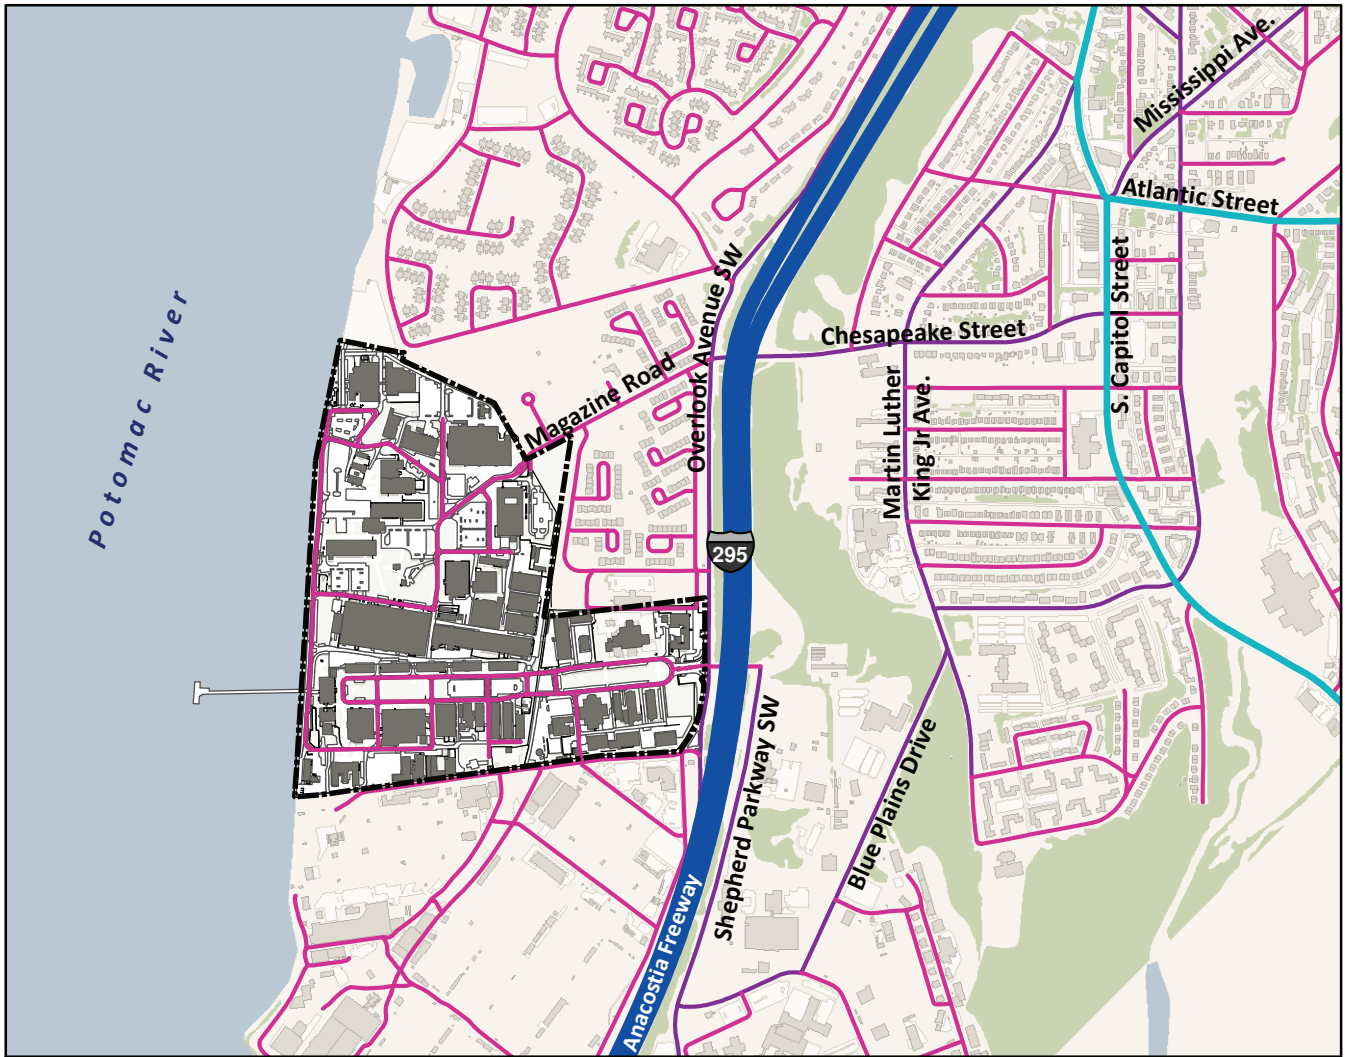 Mississippi Ave.
Atlantic Street
Potomac River
Overlook Avenue SW
S. Capitol Street
Chesapeake Street
Magazine Road
Martin Luther
King Jr Ave.
295
Shepherd Parkway SW
Blue Plains Drive
Anacostia Freeway